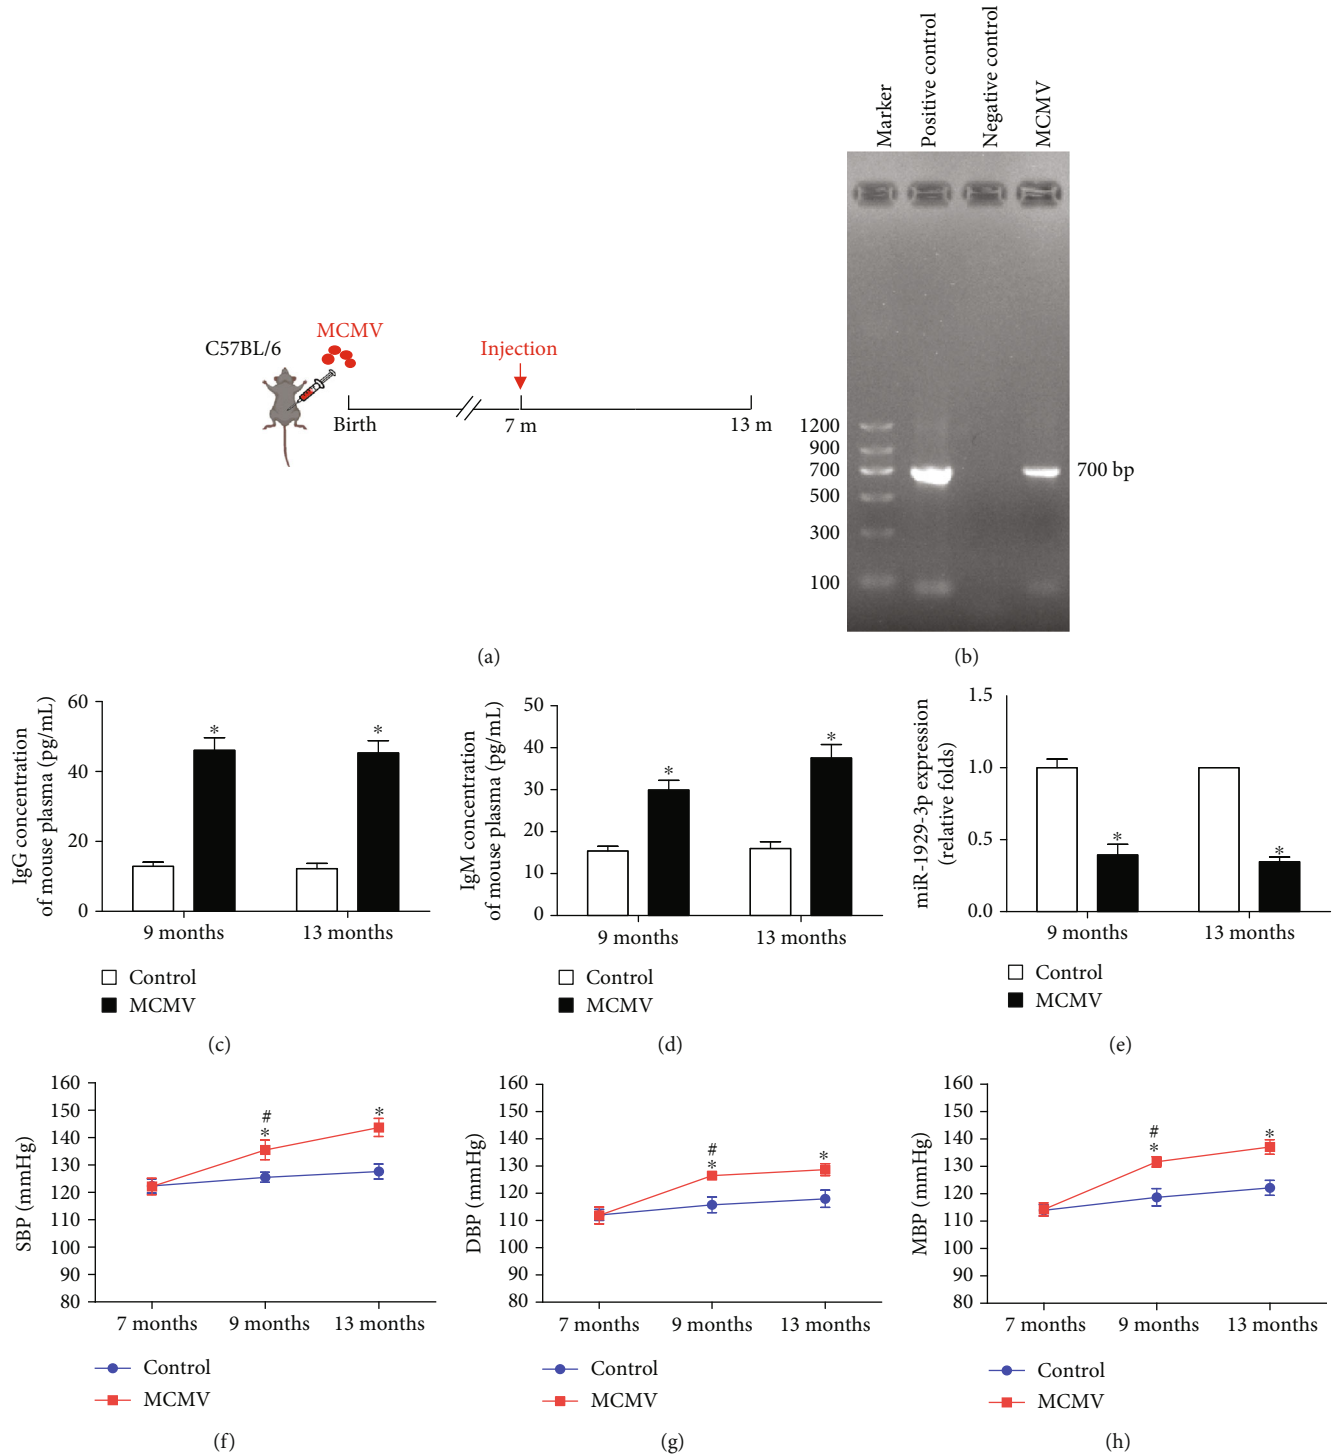 C57BL/6
MCMV
Injection
Birth
7 m
13 m
(a)
Marker
Positive control
Negative control
MCMV
1200
900
700
500
300
100
700 bp
(b)
IgG concentration
of mouse plasma (pg/mL)
60
40
20
0
*
*
9 months
13 months
Control
MCMV
(c)
IgM concentration
of mouse plasma (pg/mL)
50
40
30
20
10
0
*
*
9 months
13 months
Control
MCMV
(d)
miR-1929-3p expression
(relative folds)
1.5
1.0
0.5
0.0
*
*
9 months
13 months
Control
MCMV
(e)
SBP (mmHg)
160
150
140
130
120
110
100
90
80
#
*
*
7 months
9 months
13 months
Control
MCMV
(f)
DBP (mmHg)
160
150
140
130
120
110
100
90
80
#
*
*
7 months
9 months
13 months
Control
MCMV
(g)
MBP (mmHg)
160
150
140
130
120
110
100
90
80
#
*
*
7 months
9 months
13 months
Control
MCMV
(h)